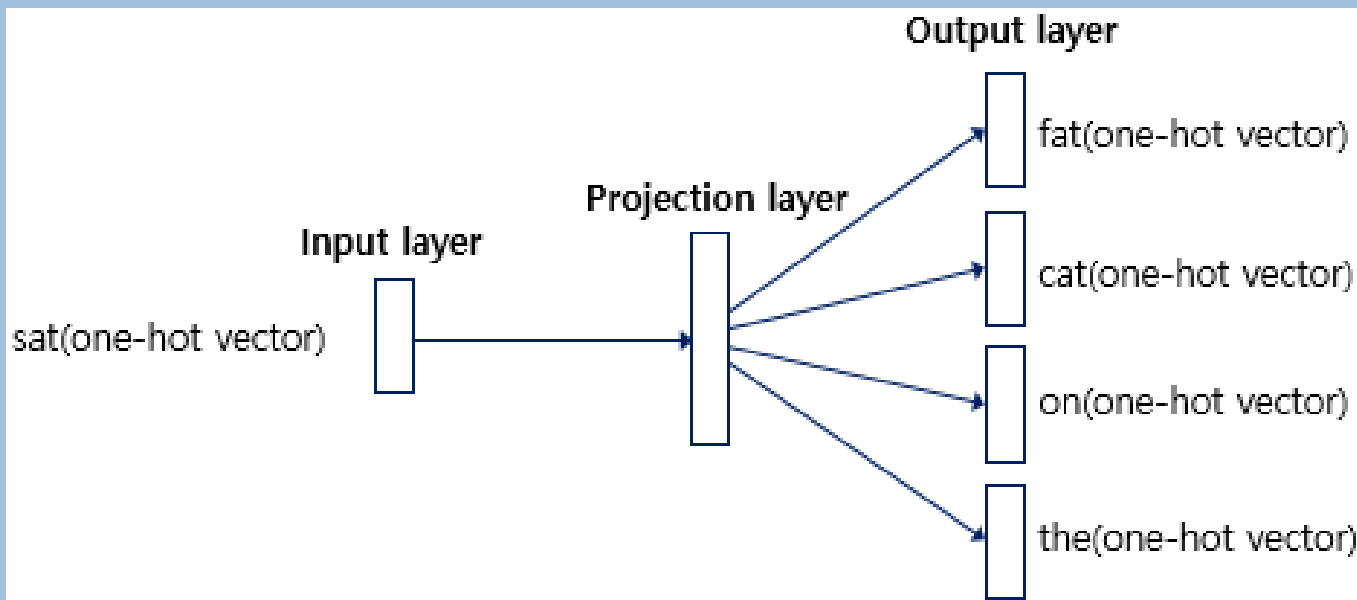 Output layer
fat(one-hot vector)
Projection layer
Input layer
cat(one-hot vector)
sat(one-hot vector)
on(one-hot vector)
the(one-hot vector)